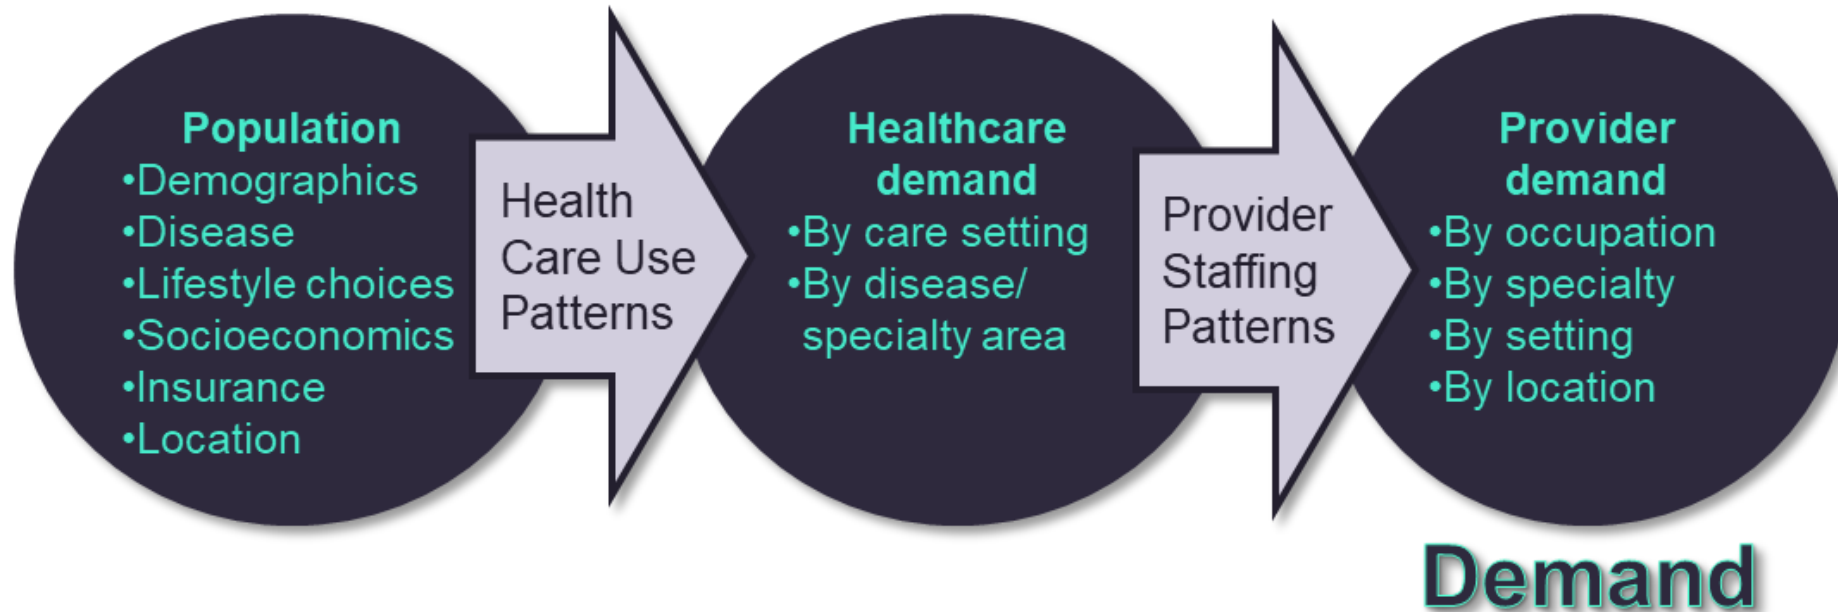 Population
•Demographics
•Disease
•Lifestyle choices
•Socioeconomics
•Insurance
•Location
Health
Care Use
Patterns
Healthcare
demand
•By care setting
•By disease/
specialty area
Provider
Staffing
Patterns
Provider
demand
•By occupation
•By specialty
•By setting
•By location
Demand